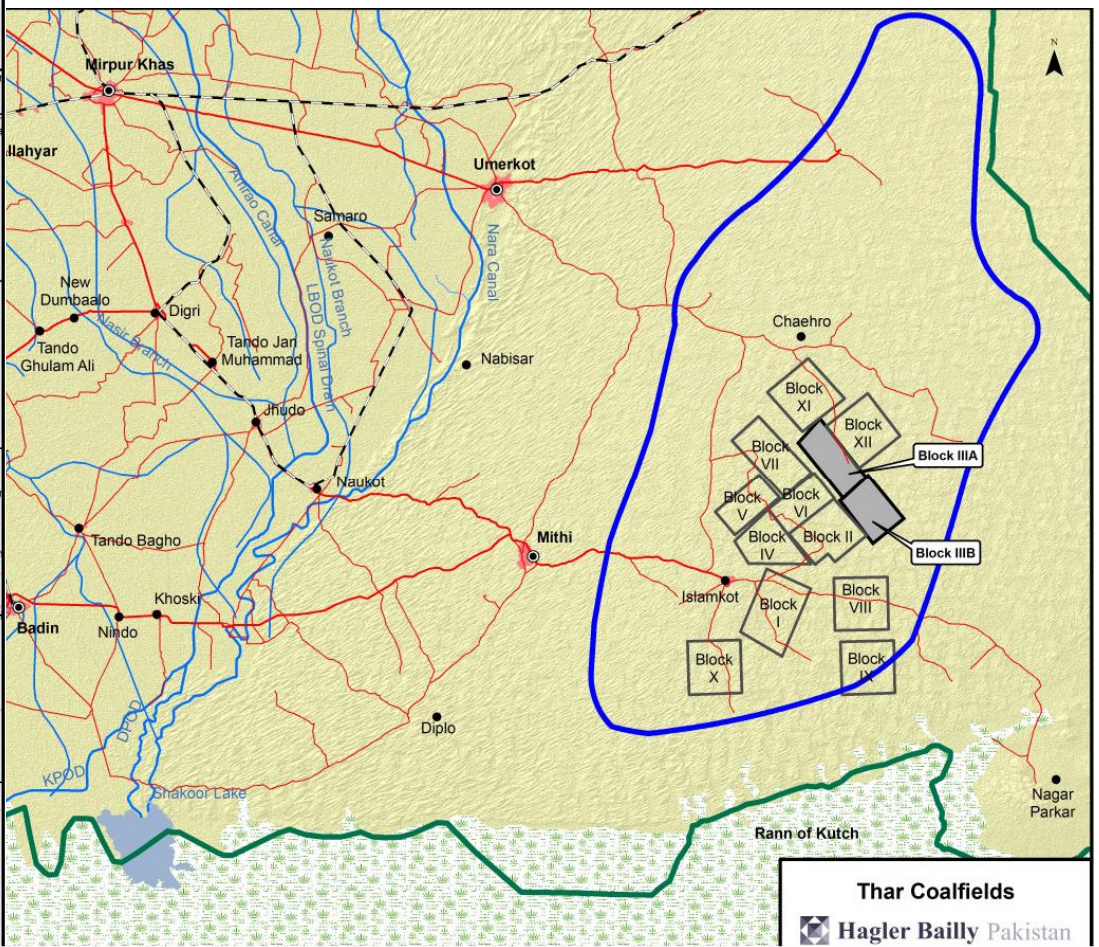 N
Mirpur Khas
llahyar
Umerkot
Amrao Canal
Samaro
Naukot Branch
LBOD Spinal Drain
Nara Canal
New
Dumbaalo
Digri
Nasir Branch
Tando
Ghulam Ali
Tando Jan
Muhammad
Nabisar
Chaehro
Jhudo
Block
XI
Block
XII
Block
VII
Block IIIA
Naukot
Block
V
Block
VI
Block
IV
Block II
Block IIIB
Tando Bagho
Mithi
Islamkot
Block
I
Block
VIII
Khoski
Badin
Nindo
Block
X
Block
IX
DPOD
Diplo
KPOD
Shakoor Lake
Nagar
Parkar
Rann of Kutch
Thar Coalfields
Hagler Bailly Pakistan